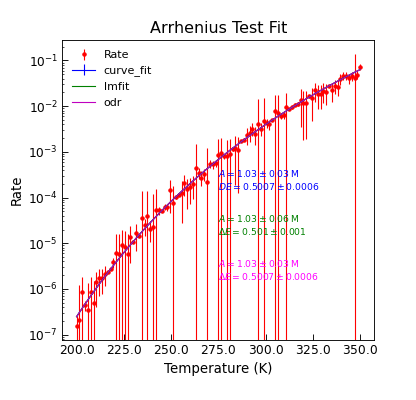 Arrhenius Test Fit
Rate
curve_fit
lmfit
odr
10⁻¹
10⁻²
10⁻³
10⁻⁴
10⁻⁵
10⁻⁶
10⁻⁷
Rate
A = 1.03 ± 0.03 M
DE = 0.5007 ± 0.0006
A = 1.03 ± 0.06 M
ΔE = 0.501 ± 0.001
A = 1.03 ± 0.03 M
ΔE = 0.5007 ± 0.0006
200.0 225.0 250.0 275.0 300.0 325.0 350.0
Temperature (K)